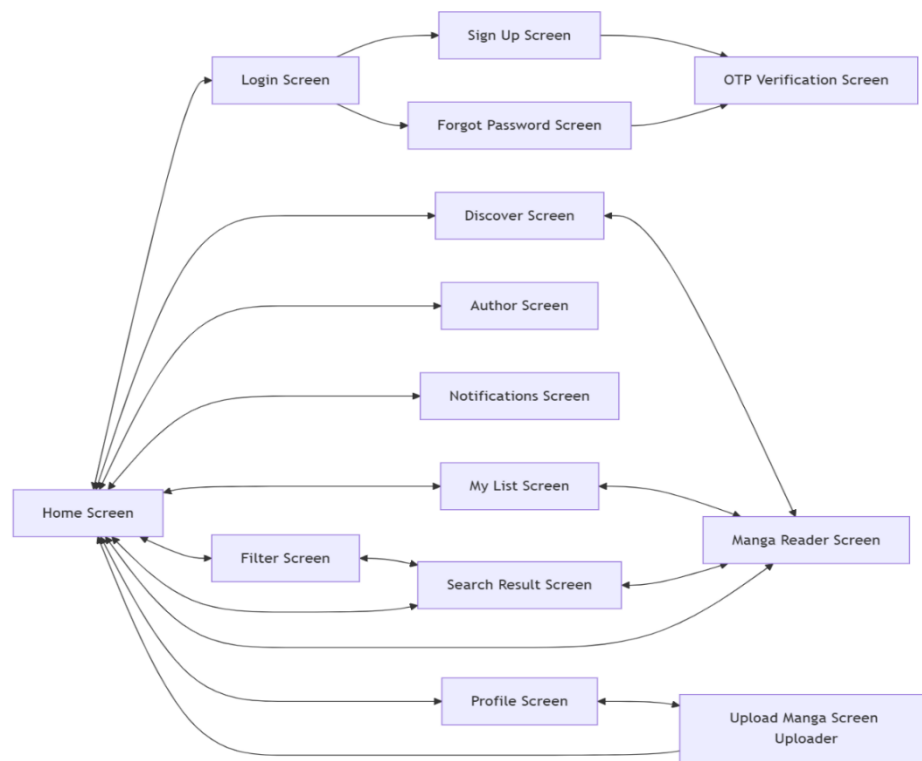 Sign Up Screen
Login Screen
OTP Verification Screen
Forgot Password Screen
Discover Screen
Author Screen
Notifications Screen
My List Screen
Home Screen
Manga Reader Screen
Filter Screen
Search Result Screen
Profile Screen
Upload Manga Screen
Uploader